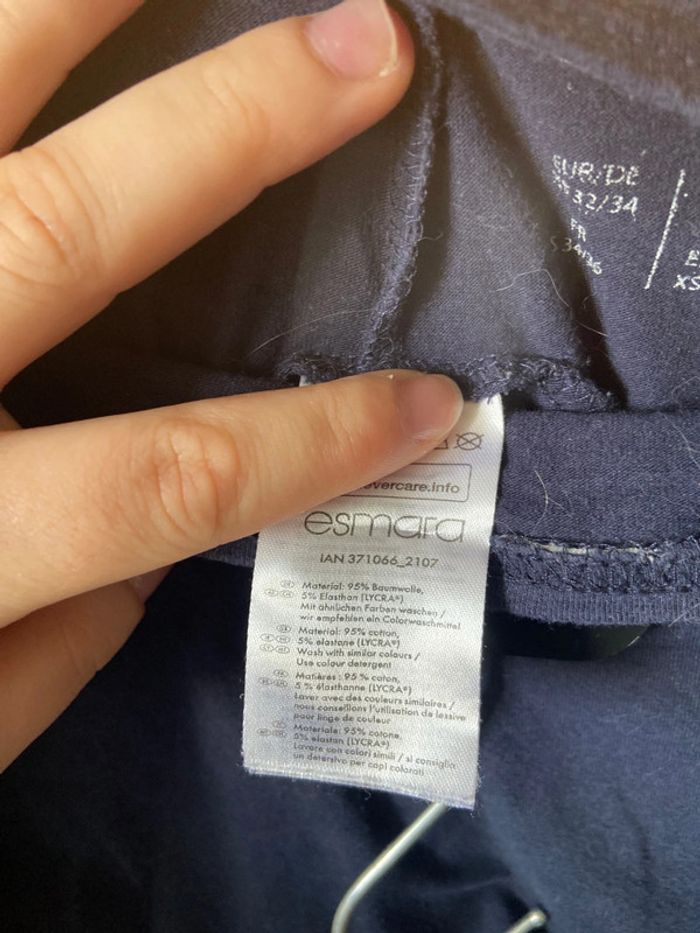 EUR/DE
XS 32/34
FR
S 34/36
E
XS
evercare.info
esmara
IAN 371066_2107
Material: 95% Baumwolle,
5% Elasthan (LYCRA®)
Mit ähnlichen Farben waschen /
wir empfehlen ein Colorwaschmittel
Material: 95% cotton,
5% elastane (LYCRA®)
Wash with similar colours /
Use colour detergent
Matières : 95 % coton,
5 % élasthanne (LYCRA®)
Laver avec des couleurs similaires /
nous conseillons l'utilisation de lessive
pour linge de couleur
Materiale: 95% cotone,
5% elastan (LYCRA®)
Lavare con colori simili / si consiglia
un detersivo per capi colorati